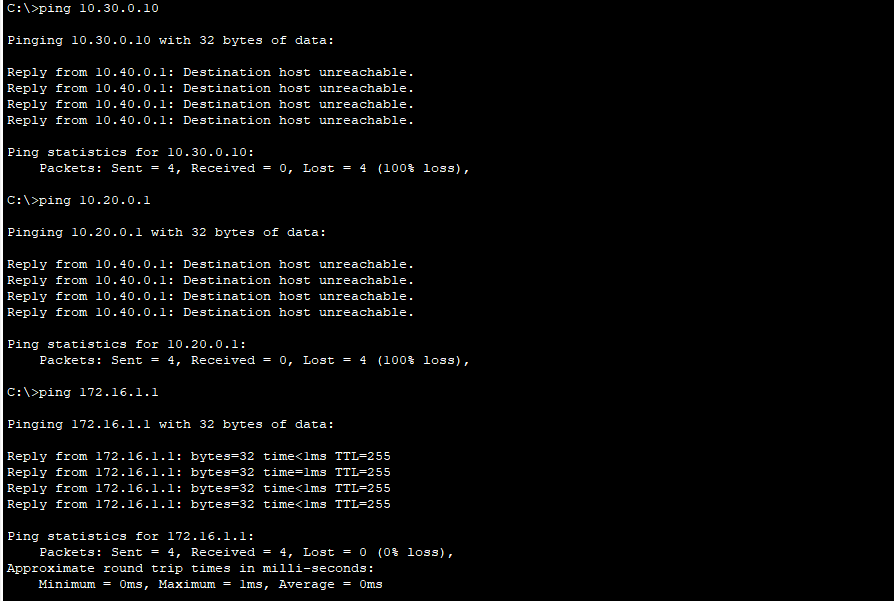 C:\>ping 10.30.0.10
Pinging 10.30.0.10 with 32 bytes of data:
Reply from 10.40.0.1: Destination host unreachable.
Reply from 10.40.0.1: Destination host unreachable.
Reply from 10.40.0.1: Destination host unreachable.
Reply from 10.40.0.1: Destination host unreachable.
Ping statistics for 10.30.0.10:
    Packets: Sent = 4, Received = 0, Lost = 4 (100% loss),
C:\>ping 10.20.0.1
Pinging 10.20.0.1 with 32 bytes of data:
Reply from 10.40.0.1: Destination host unreachable.
Reply from 10.40.0.1: Destination host unreachable.
Reply from 10.40.0.1: Destination host unreachable.
Reply from 10.40.0.1: Destination host unreachable.
Ping statistics for 10.20.0.1:
    Packets: Sent = 4, Received = 0, Lost = 4 (100% loss),
C:\>ping 172.16.1.1
Pinging 172.16.1.1 with 32 bytes of data:
Reply from 172.16.1.1: bytes=32 time<1ms TTL=255
Reply from 172.16.1.1: bytes=32 time=1ms TTL=255
Reply from 172.16.1.1: bytes=32 time<1ms TTL=255
Reply from 172.16.1.1: bytes=32 time<1ms TTL=255
Ping statistics for 172.16.1.1:
    Packets: Sent = 4, Received = 4, Lost = 0 (0% loss),
Approximate round trip times in milli-seconds:
    Minimum = 0ms, Maximum = 1ms, Average = 0ms